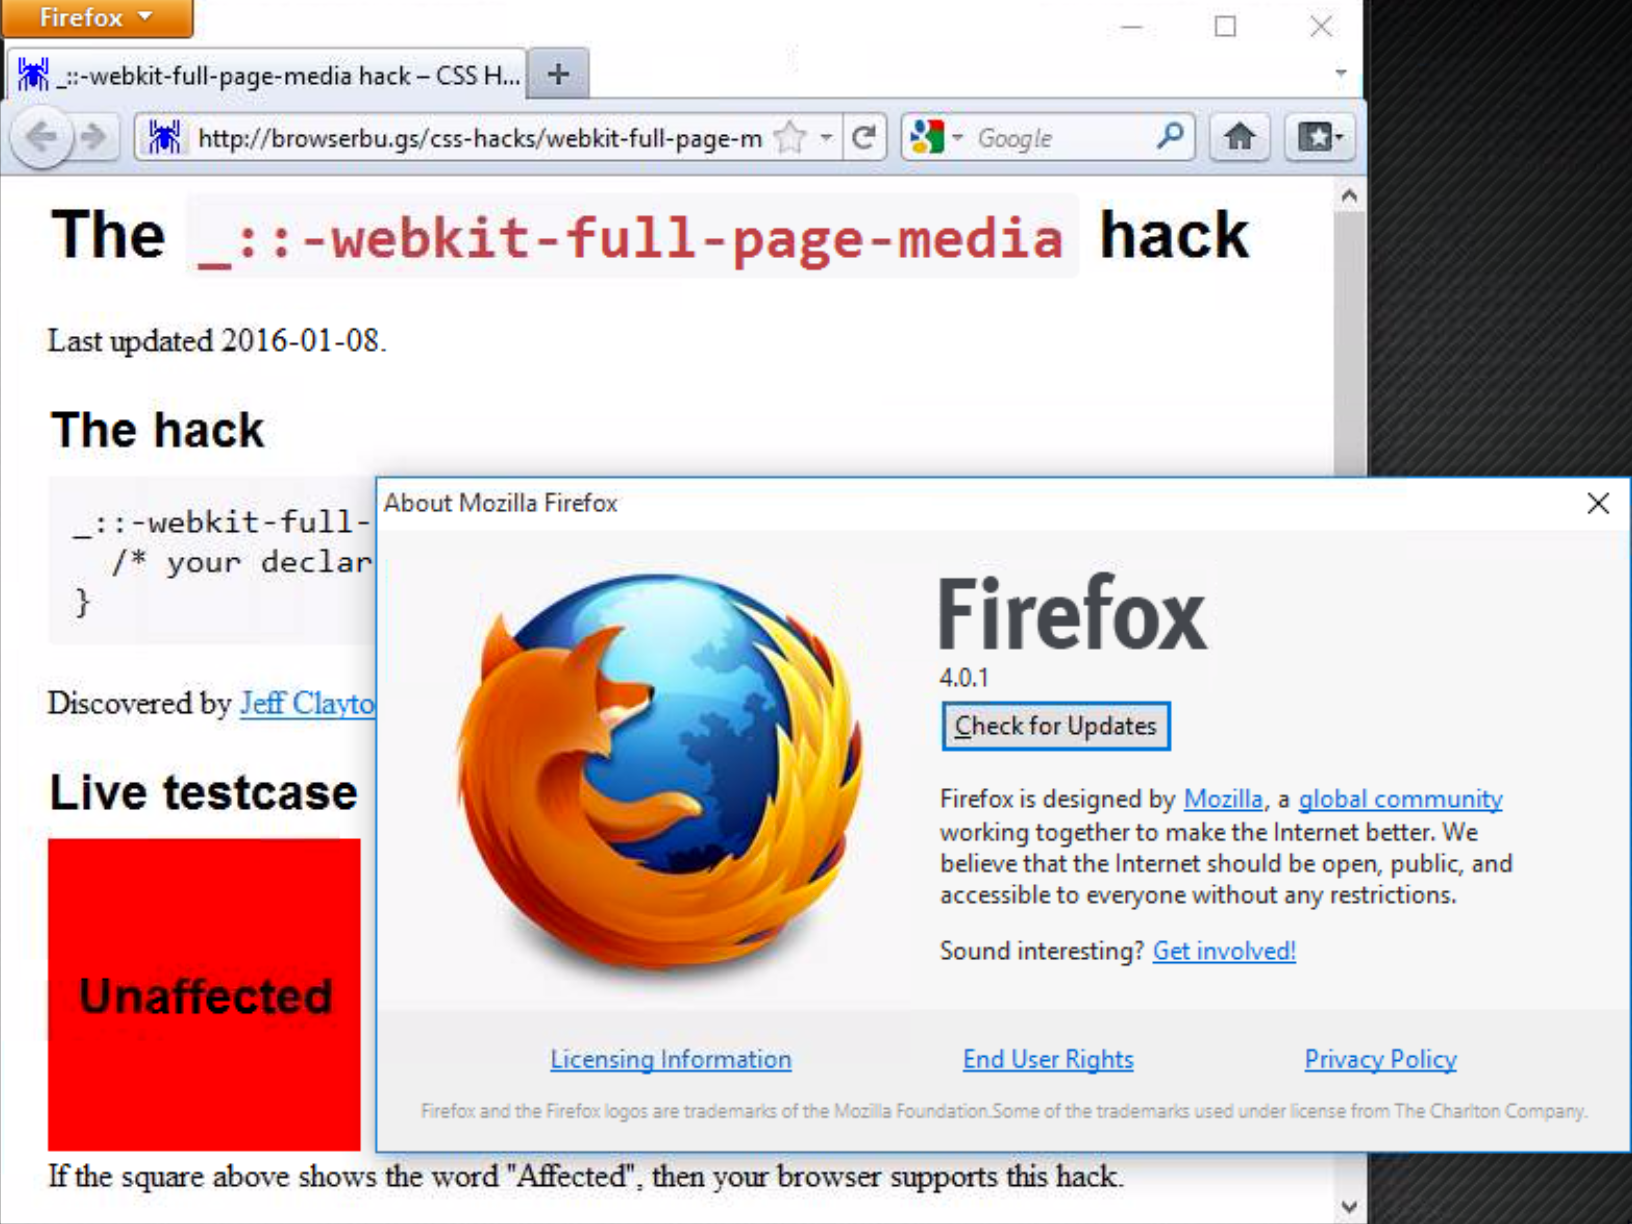 Firefox
_::-webkit-full-page-media hack – CSS H...
http://browserbu.gs/css-hacks/webkit-full-page-m
Google
The _::-webkit-full-page-media hack
Last updated 2016-01-08.
The hack
_::-webkit-full-
/* your declar
}
Discovered by Jeff Clayto
Live testcase
Unaffected
If the square above shows the word "Affected", then your browser supports this hack.
About Mozilla Firefox
Firefox
4.0.1
Check for Updates
Firefox is designed by Mozilla, a global community
working together to make the Internet better. We
believe that the Internet should be open, public, and
accessible to everyone without any restrictions.
Sound interesting? Get involved!
Licensing Information
End User Rights
Privacy Policy
Firefox and the Firefox logos are trademarks of the Mozilla Foundation.Some of the trademarks used under license from The Charlton Company.